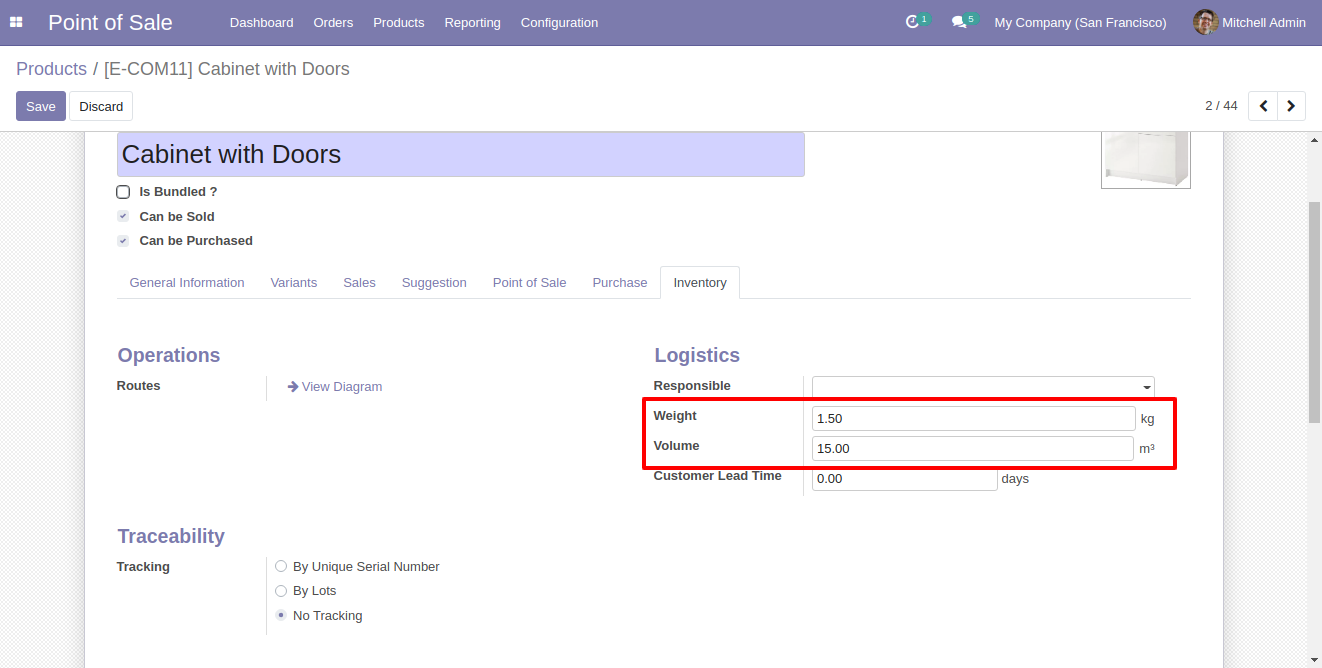 Point of Sale Dashboard Orders Products Reporting Configuration 1 5 My Company (San Francisco) Mitchell Admin
Products / [E-COM11] Cabinet with Doors
Save Discard 2 / 44
Cabinet with Doors
Is Bundled ?
Can be Sold
Can be Purchased
General Information Variants Sales Suggestion Point of Sale Purchase Inventory
Operations
Routes View Diagram
Logistics
Responsible
Weight 1.50 kg
Volume 15.00 m³
Customer Lead Time 0.00 days
Traceability
Tracking By Unique Serial Number
By Lots
No Tracking